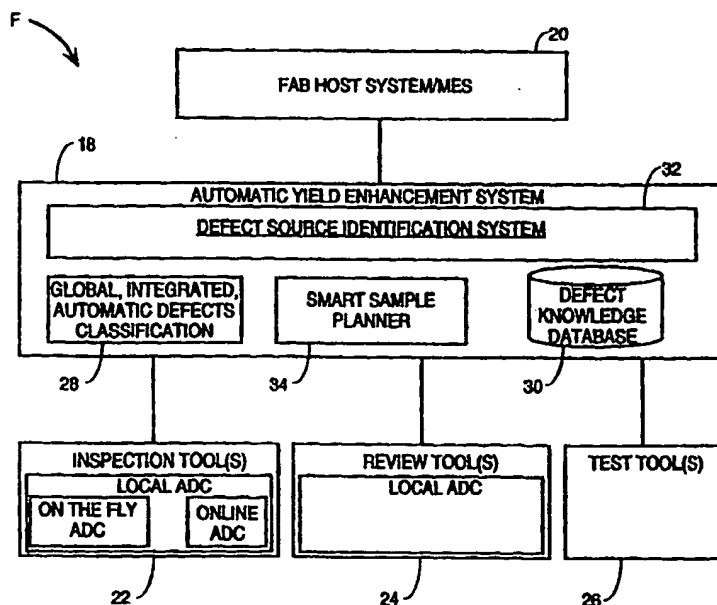 F
20
FAB HOST SYSTEM/MES
18
32
AUTOMATIC YIELD ENHANCEMENT SYSTEM
DEFECT SOURCE IDENTIFICATION SYSTEM
GLOBAL, INTEGRATED,
AUTOMATIC DEFECTS
CLASSIFICATION
SMART SAMPLE
PLANNER
DEFECT
KNOWLEDGE
DATABASE
28
34
30
INSPECTION TOOL(S)
LOCAL ADC
ON THE FLY
ADC
ONLINE
ADC
REVIEW TOOL(S)
LOCAL ADC
TEST TOOL(S)
22
24
26